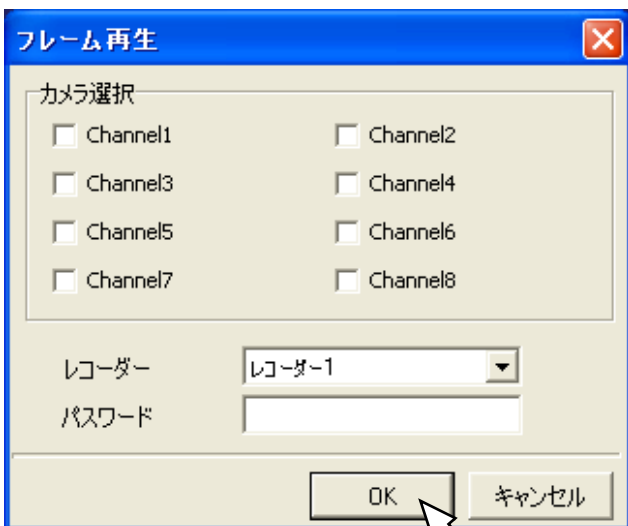 フレーム再生
カメラ選択
Channel1 Channel2
Channel3 Channel4
Channel5 Channel6
Channel7 Channel8
レコーダー レコーダー1
パスワード
OK キャンセル